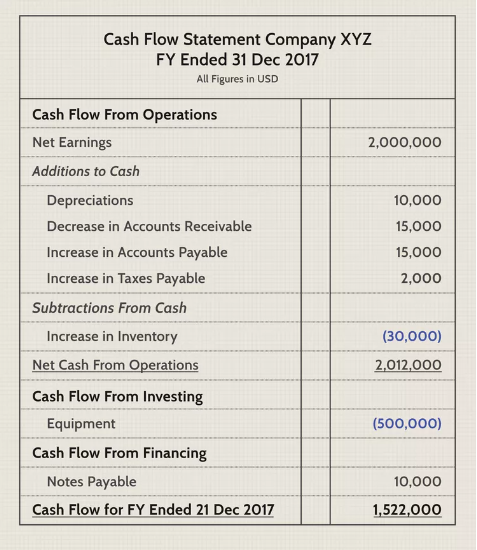 Cash Flow Statement Company XYZ
FY Ended 31 Dec 2017
All Figures in USD
Cash Flow From Operations
Net Earnings 2,000,000
Additions to Cash
Depreciations 10,000
Decrease in Accounts Receivable 15,000
Increase in Accounts Payable 15,000
Increase in Taxes Payable 2,000
Subtractions From Cash
Increase in Inventory (30,000)
Net Cash From Operations 2,012,000
Cash Flow From Investing
Equipment (500,000)
Cash Flow From Financing
Notes Payable 10,000
Cash Flow for FY Ended 21 Dec 2017 1,522,000